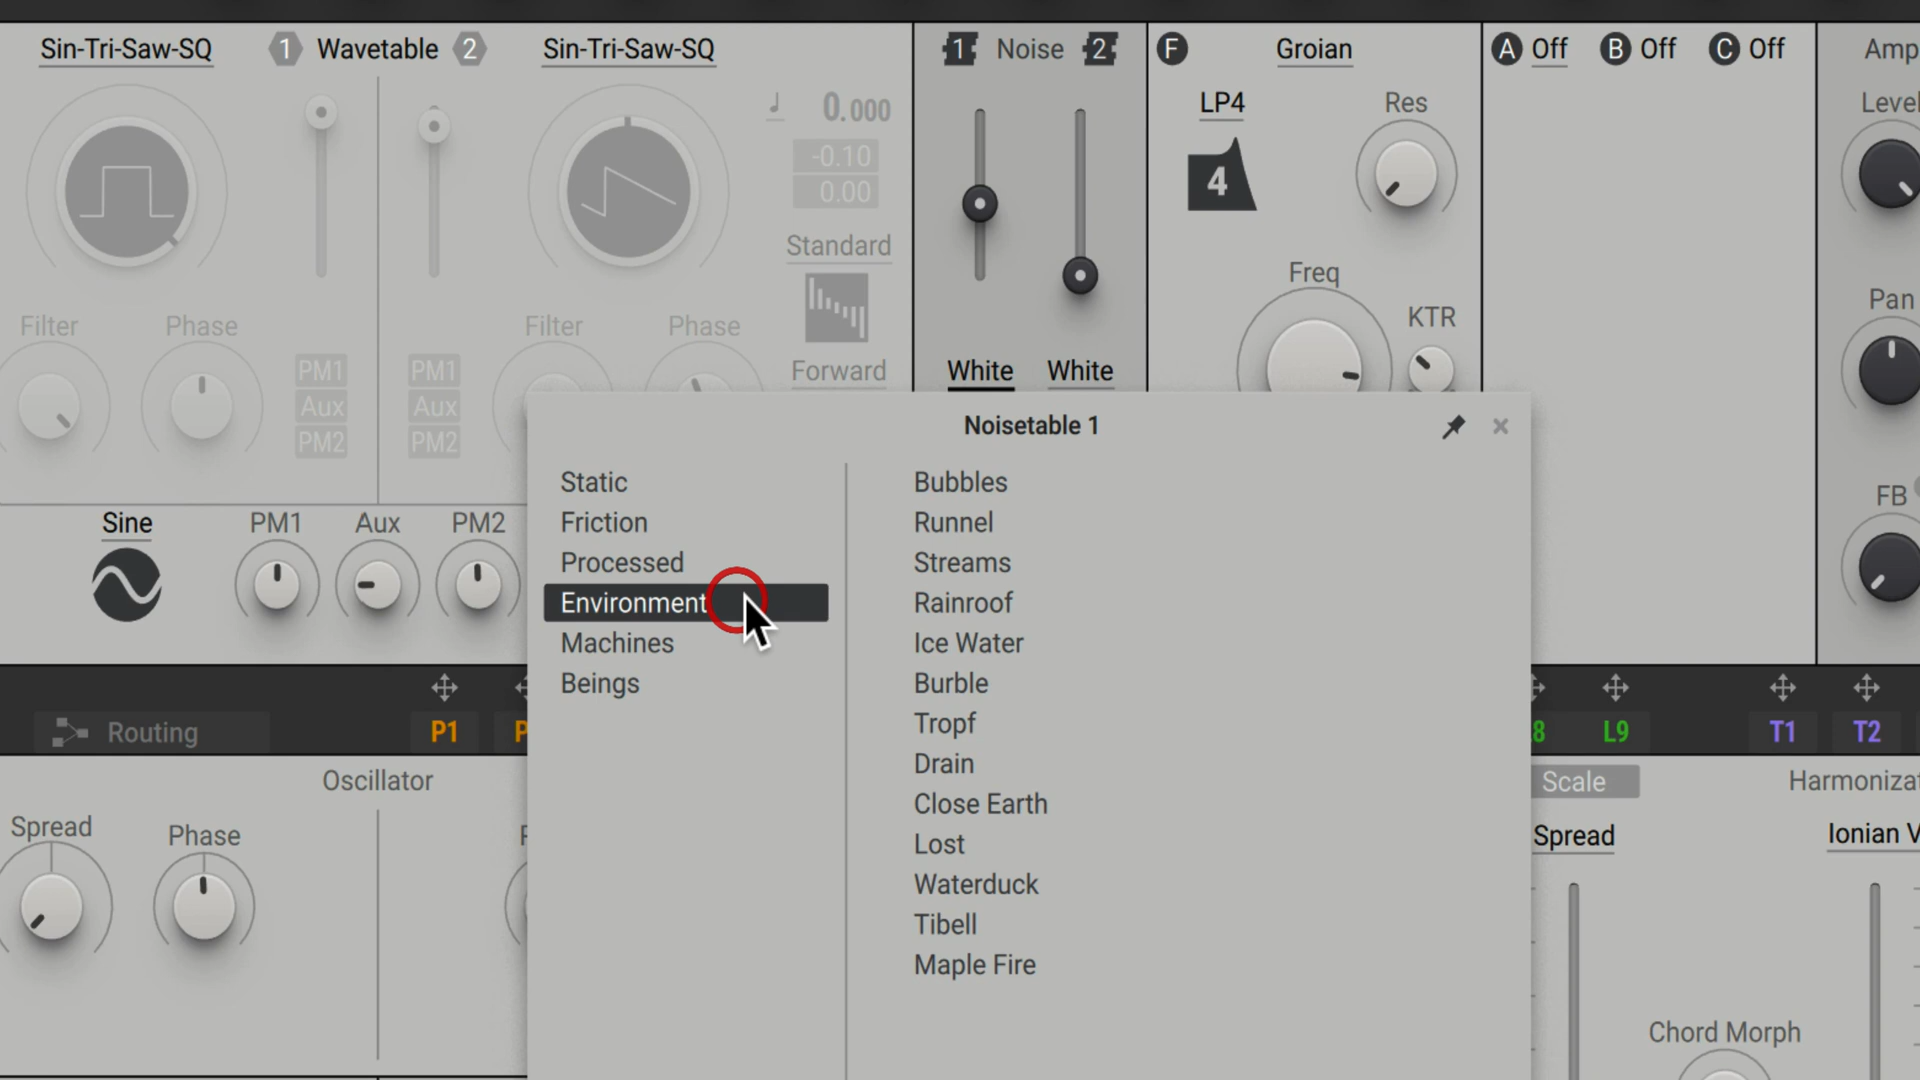 Sin-Tri-Saw-SQ 1 Wavetable 2 Sin-Tri-Saw-SQ
1 Noise 2
F Groian
A Off B Off C Off
Amp
0.000
-0.10
0.00
Standard
Forward
LP4
4
Res
Freq
KTR
Level
Pan
FB
Filter Phase
PM1 PM1
Aux Aux
PM2 PM2
Filter Phase
White White
Sine PM1 Aux PM2
Noisetable 1
Static
Friction
Processed
Environment
Machines
Beings
Bubbles
Runnel
Streams
Rainroof
Ice Water
Burble
Tropf
Drain
Close Earth
Lost
Waterduck
Tibell
Maple Fire
Routing P1 P
8 L9 T1 T2
Oscillator
Spread Phase
Scale Harmonizat
Spread Ionian V
Chord Morph